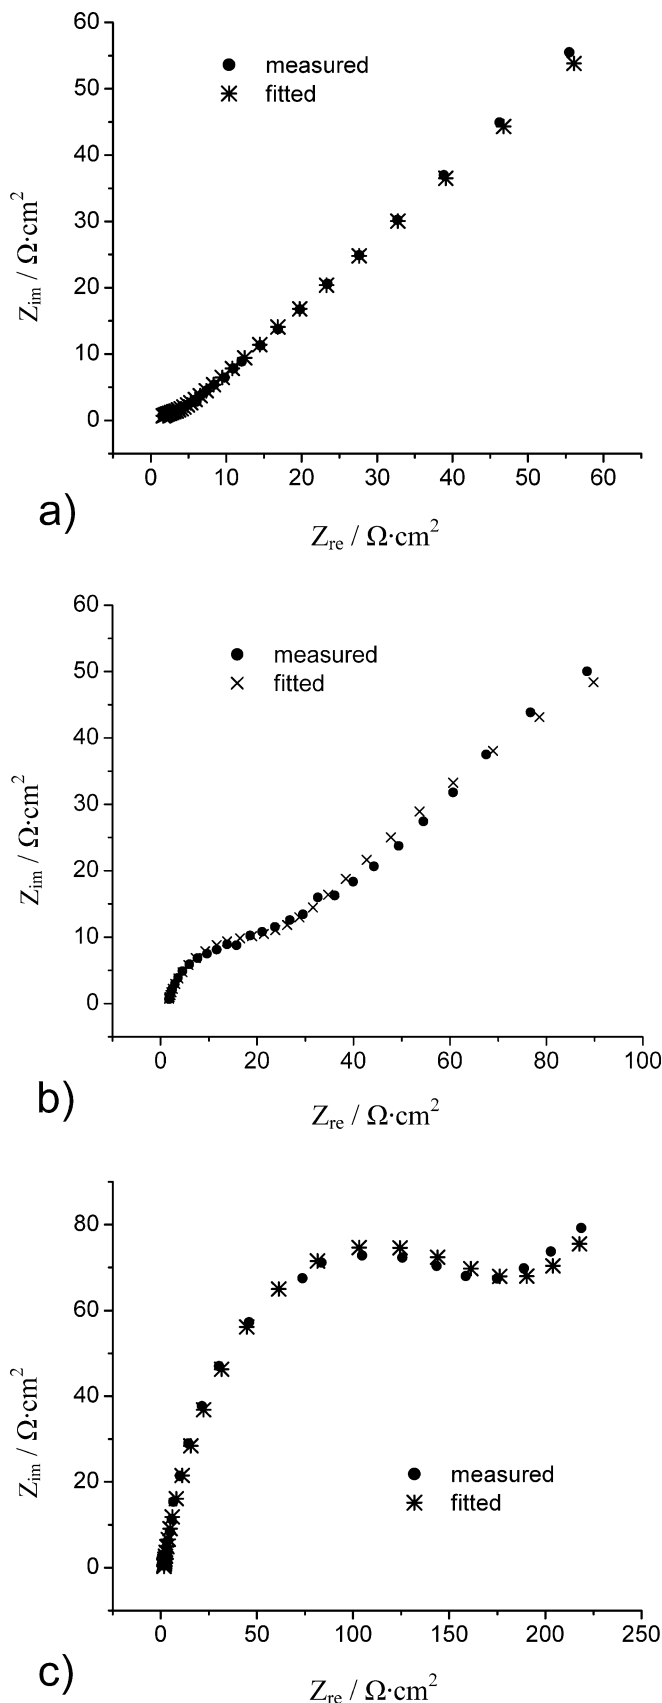 60
measured
50
fitted
40
30
20
10
0
Z_im / Ω·cm²
0 10 20 30 40 50 60
a)
Z_re / Ω·cm²
60
measured
50
fitted
40
30
20
10
0
Z_im / Ω·cm²
0 20 40 60 80 100
b)
Z_re / Ω·cm²
80
60
40
20
0
Z_im / Ω·cm²
measured
fitted
0 50 100 150 200 250
c)
Z_re / Ω·cm²